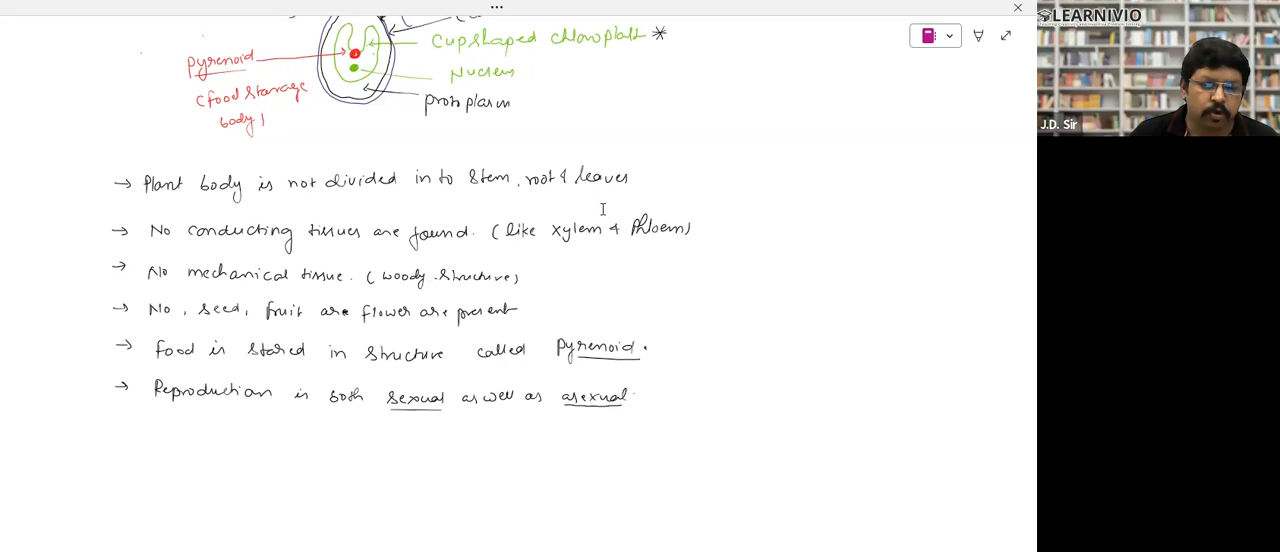 LEARNIVIO
cup shaped chloroplast *
pyrenoid
Nucleus
(food storage
body)
protoplasm
J.D. Sir
→ Plant body is not divided in to stem, root & leaves
→ No conducting tissues are found. (like xylem & Phloem)
→ No mechanical tissue. (woody structure)
→ No, seed, fruit are flower are present
→ food is stored in structure called Pyrenoid.
→ Reproduction is both sexual as well as asexual.